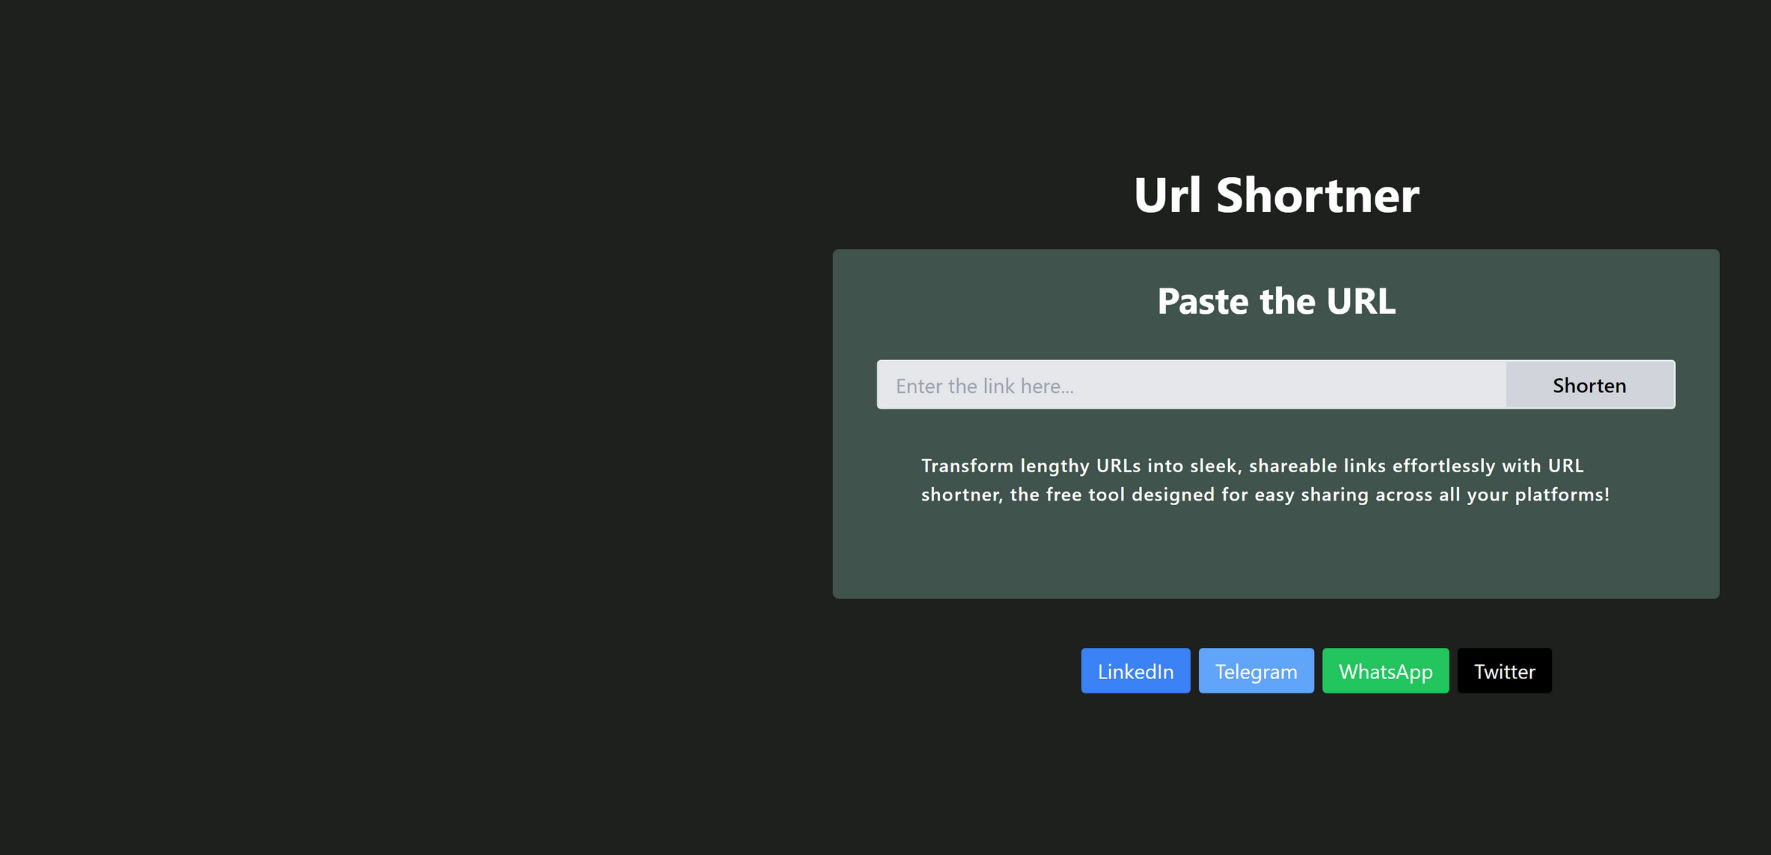 Url Shortner
Paste the URL
Enter the link here...
Shorten
Transform lengthy URLs into sleek, shareable links effortlessly with URL
shortner, the free tool designed for easy sharing across all your platforms!
LinkedIn
Telegram
WhatsApp
Twitter